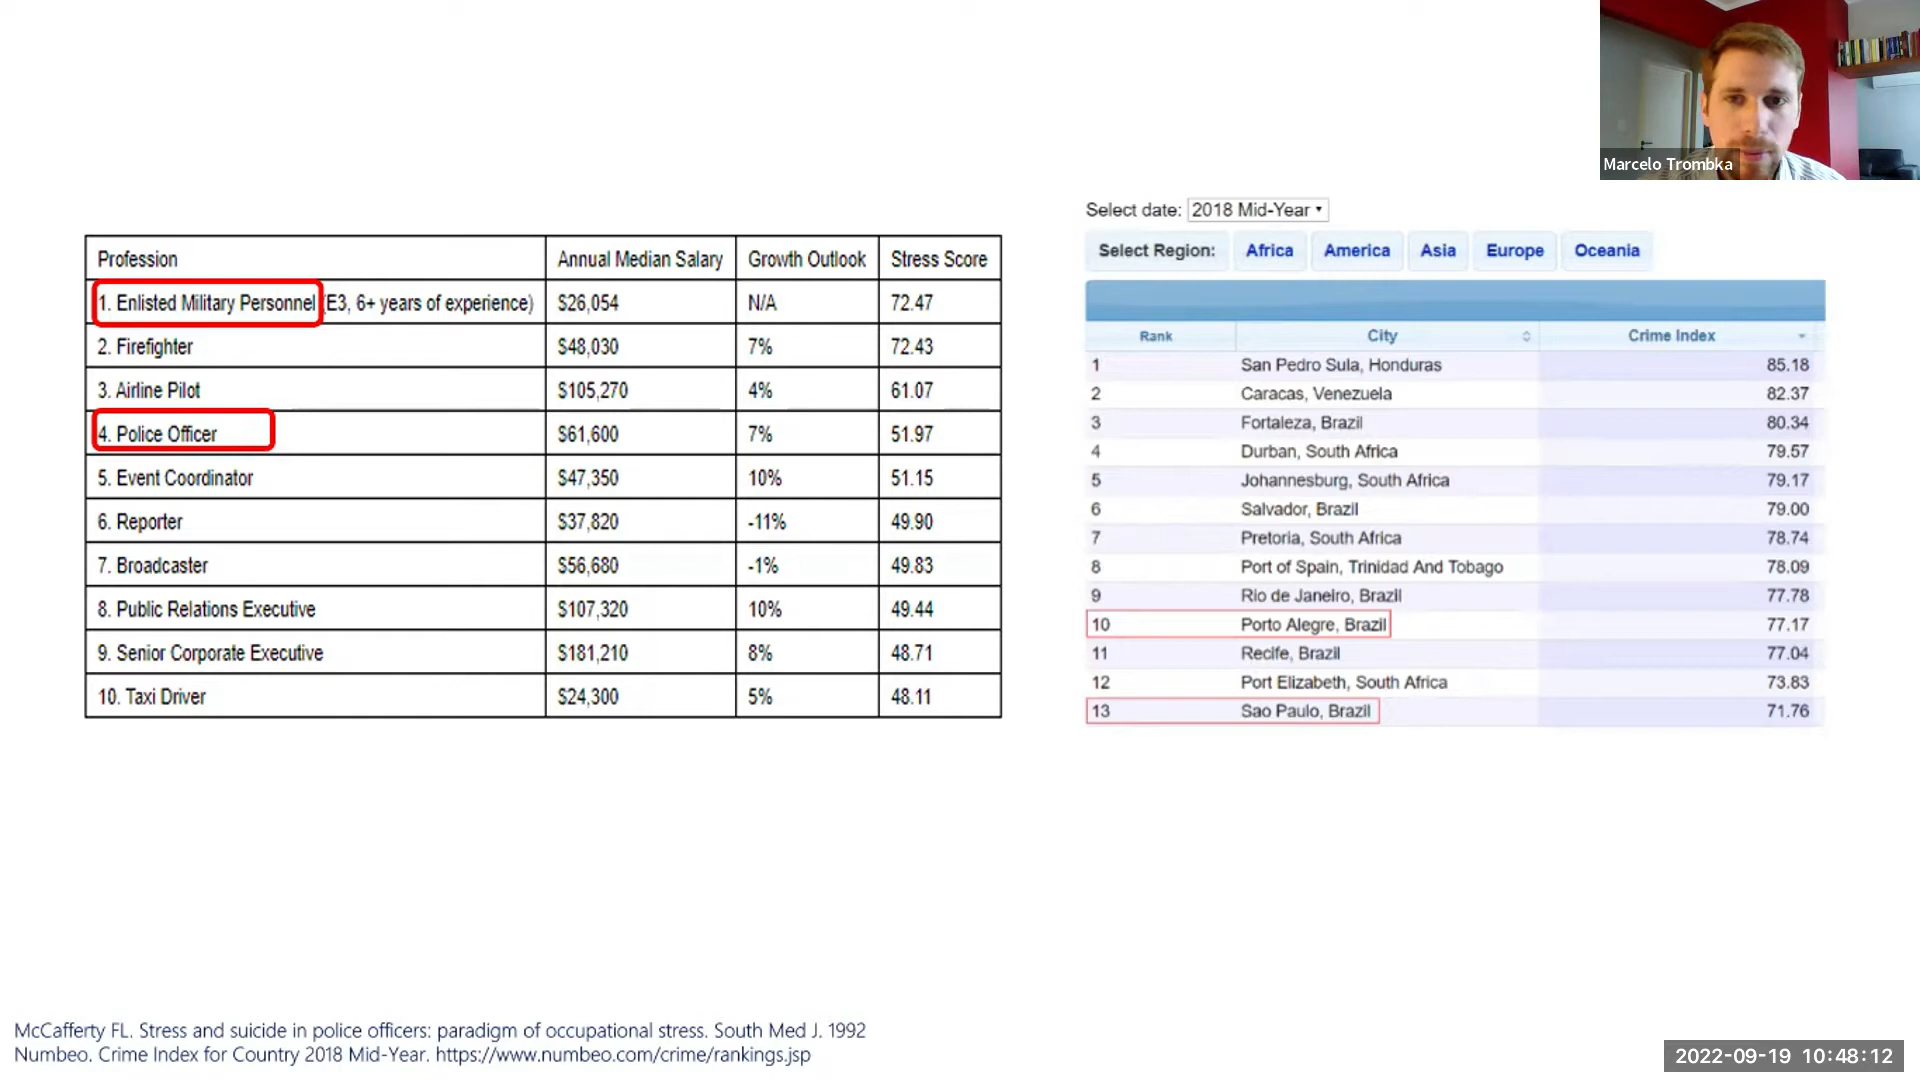 Marcelo Trombka
Profession Annual Median Salary Growth Outlook Stress Score
1. Enlisted Military Personnel (E3, 6+ years of experience) $26,054 N/A 72.47
2. Firefighter $48,030 7% 72.43
3. Airline Pilot $105,270 4% 61.07
4. Police Officer $61,600 7% 51.97
5. Event Coordinator $47,350 10% 51.15
6. Reporter $37,820 -11% 49.90
7. Broadcaster $56,680 -1% 49.83
8. Public Relations Executive $107,320 10% 49.44
9. Senior Corporate Executive $181,210 8% 48.71
10. Taxi Driver $24,300 5% 48.11
Select date: 2018 Mid-Year
Select Region: Africa America Asia Europe Oceania
Rank City Crime Index
1 San Pedro Sula, Honduras 85.18
2 Caracas, Venezuela 82.37
3 Fortaleza, Brazil 80.34
4 Durban, South Africa 79.57
5 Johannesburg, South Africa 79.17
6 Salvador, Brazil 79.00
7 Pretoria, South Africa 78.74
8 Port of Spain, Trinidad And Tobago 78.09
9 Rio de Janeiro, Brazil 77.78
10 Porto Alegre, Brazil 77.17
11 Recife, Brazil 77.04
12 Port Elizabeth, South Africa 73.83
13 Sao Paulo, Brazil 71.76
McCafferty FL. Stress and suicide in police officers: paradigm of occupational stress. South Med J. 1992
Numbeo. Crime Index for Country 2018 Mid-Year. https://www.numbeo.com/crime/rankings.jsp
2022-09-19 10:48:12